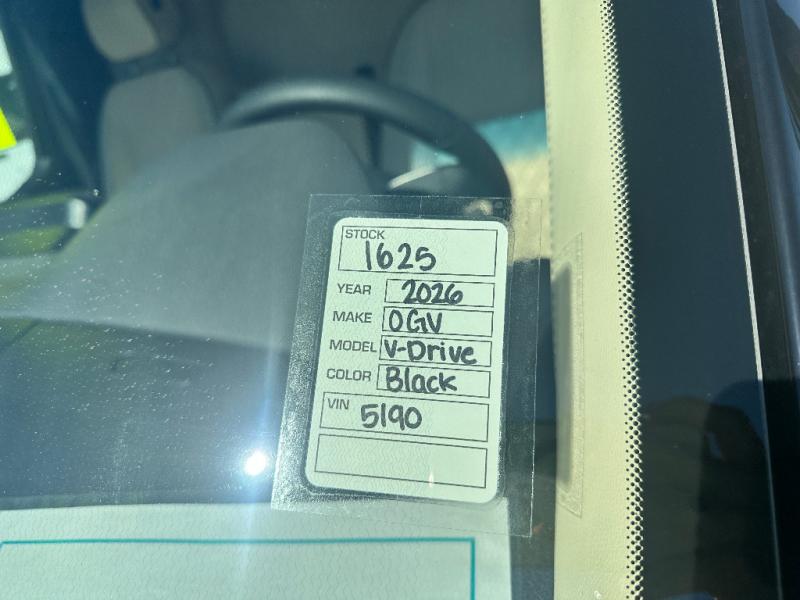 STOCK
1625
YEAR 2026
MAKE OGV
MODEL V-Drive
COLOR Black
VIN 5190